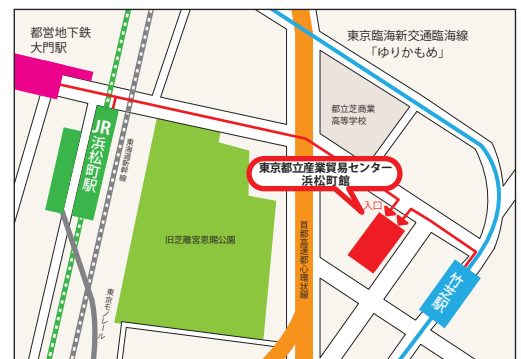 都営地下鉄
大門駅
東京臨海新交通臨海線
「ゆりかもめ」
都立芝商業
高等学校
JR浜松町駅
東海道新幹線
東京都立産業貿易センター
浜松町館
入口
旧芝離宮恩賜公園
首都高速都心環状線
竹芝駅
東京モノレール